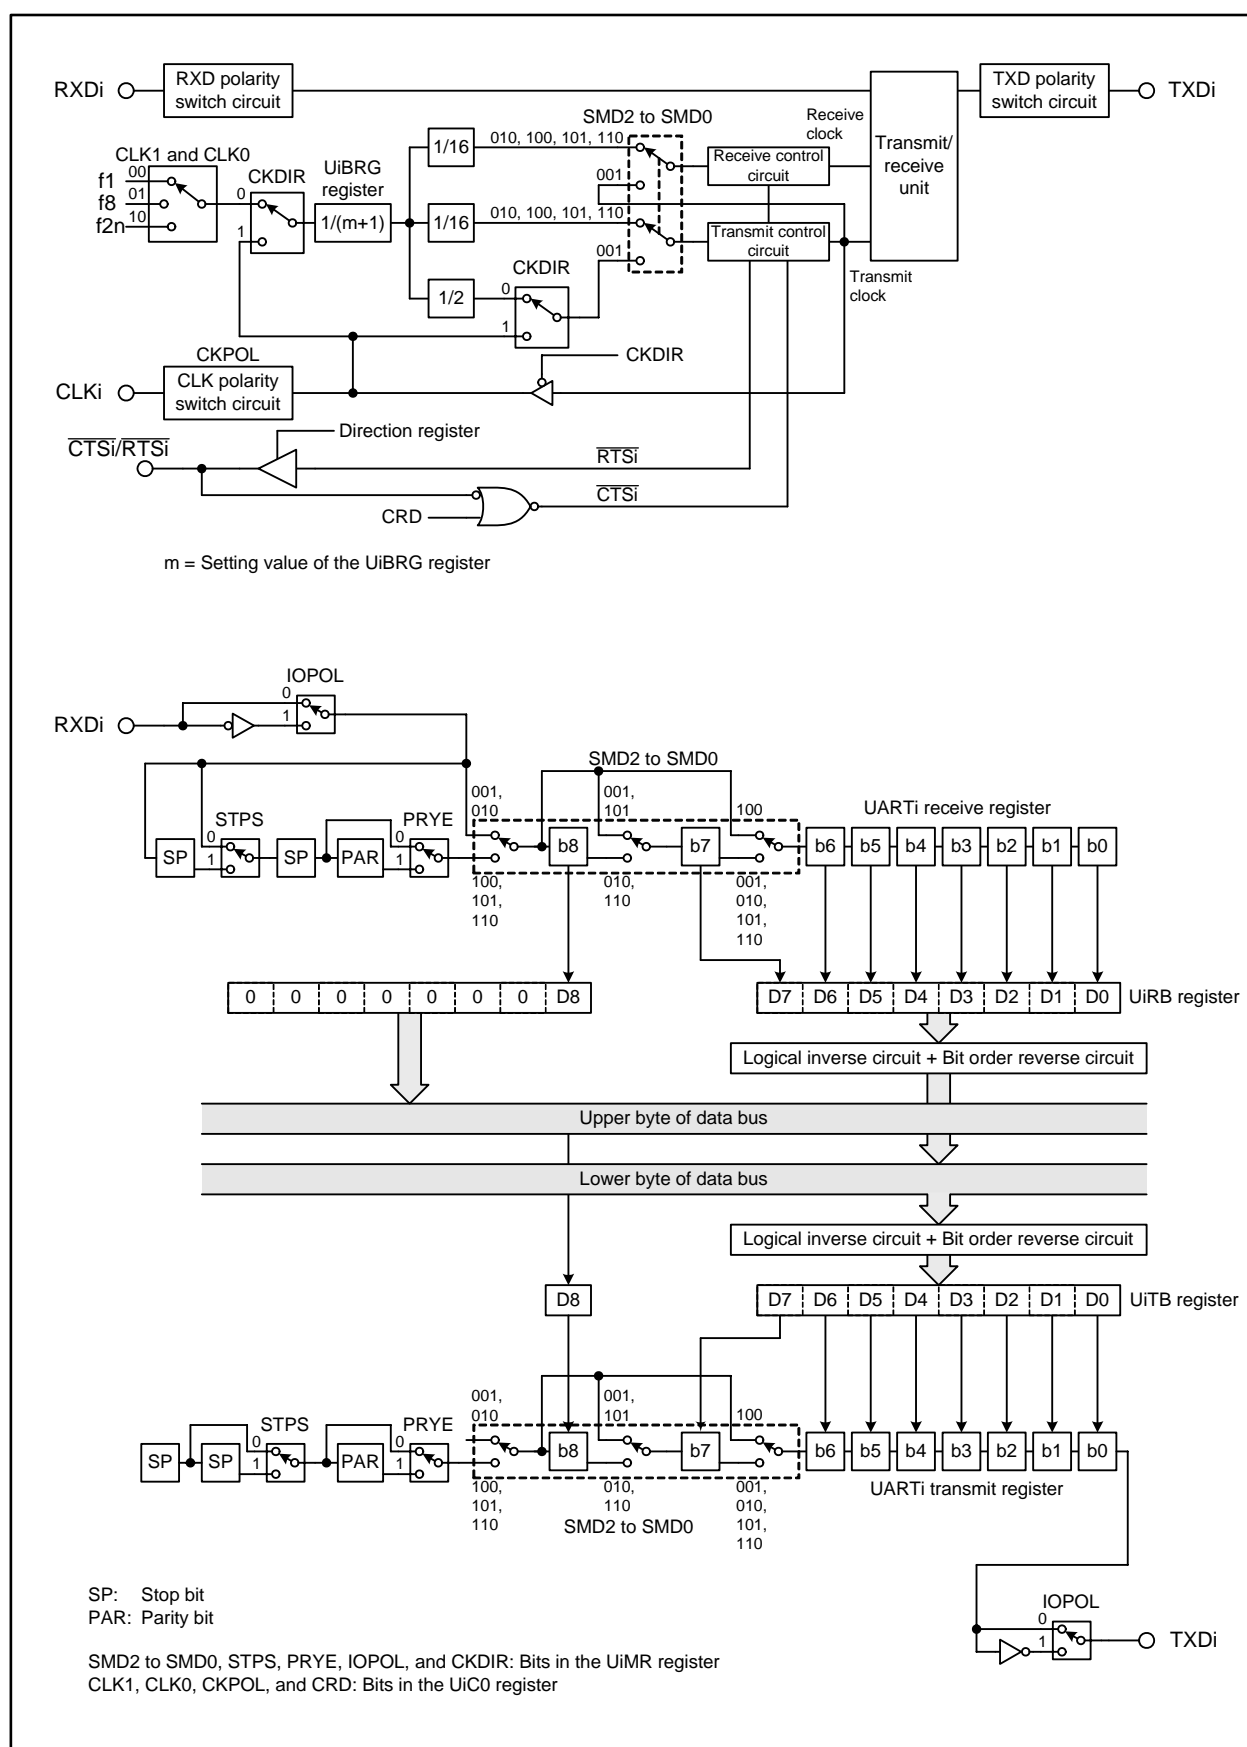 RXDi
RXD polarity
switch circuit
TXD polarity
switch circuit
TXDi
SMD2 to SMD0
Receive
clock
Transmit/
receive
unit
CLK1 and CLK0
f1
00
f8
01
f2n
10
CKDIR
0
1
UiBRG
register
1/(m+1)
1/16
010, 100, 101, 110
001
Receive control
circuit
1/16
010, 100, 101, 110
001
Transmit control
circuit
1/2
CKDIR
0
1
Transmit
clock
CKPOL
CLKi
CLK polarity
switch circuit
CKDIR
CTSi/RTSi
Direction register
RTSi
CTSi
CRD
m = Setting value of the UiBRG register
IOPOL
0
1
RXDi
SMD2 to SMD0
STPS
PRYE
001,
010
001,
101
100
UARTi receive register
SP
0
1
SP
PAR
0
1
b8
b7
b6
b5
b4
b3
b2
b1
b0
100,
101,
110
010,
110
001,
010,
101,
110
0 0 0 0 0 0 0 D8
D7 D6 D5 D4 D3 D2 D1 D0
UiRB register
Logical inverse circuit + Bit order reverse circuit
Upper byte of data bus
Lower byte of data bus
Logical inverse circuit + Bit order reverse circuit
D8
D7 D6 D5 D4 D3 D2 D1 D0
UiTB register
STPS
PRYE
001,
010
001,
101
100
SP
SP
0
1
PAR
0
1
b8
b7
b6
b5
b4
b3
b2
b1
b0
100,
101,
110
010,
110
001,
010,
101,
110
SMD2 to SMD0
UARTi transmit register
SP: Stop bit
PAR: Parity bit
IOPOL
0
1
TXDi
SMD2 to SMD0, STPS, PRYE, IOPOL, and CKDIR: Bits in the UiMR register
CLK1, CLK0, CKPOL, and CRD: Bits in the UiC0 register